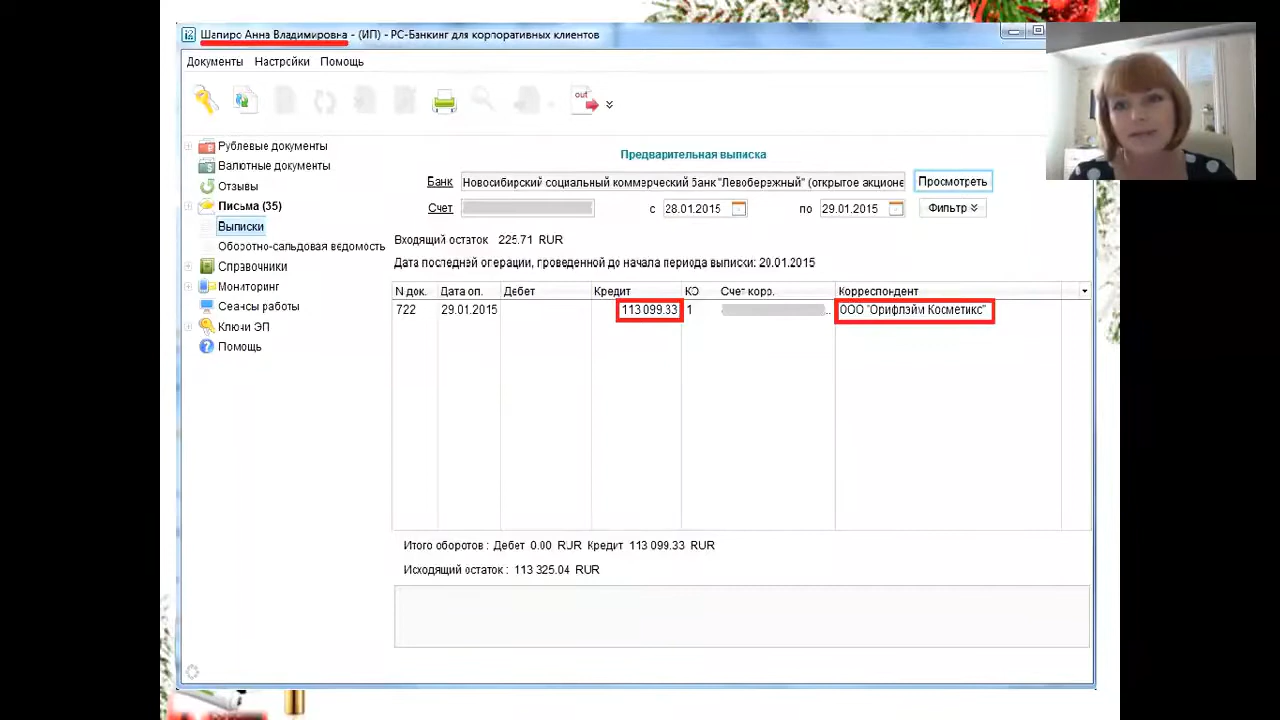 Шапиро Анна Владимировна - (ИП) - РС-Банкинг для корпоративных клиентов
Документы Настройки Помощь
out
Рублевые документы
Валютные документы
Отзывы
Письма (35)
Выписки
Оборотно-сальдовая ведомость
Справочники
Мониторинг
Сеансы работы
Ключи ЭП
Помощь
Предварительная выписка
Банк Новосибирский социальный коммерческий банк "Левобережный" (открытое акционе Просмотреть
Счет с 28.01.2015 по 29.01.2015 Фильтр
Входящий остаток 225.71 RUR
Дата последней операции, проведенной до начала периода выписки: 20.01.2015
N док. Дата оп. Дебет Кредит КО Счет корр. Корреспондент
722 29.01.2015 113 099.33 1 .. ООО "Орифлэйм Косметикс"
Итого оборотов : Дебет 0.00 RUR Кредит 113 099.33 RUR
Исходящий остаток : 113 325.04 RUR